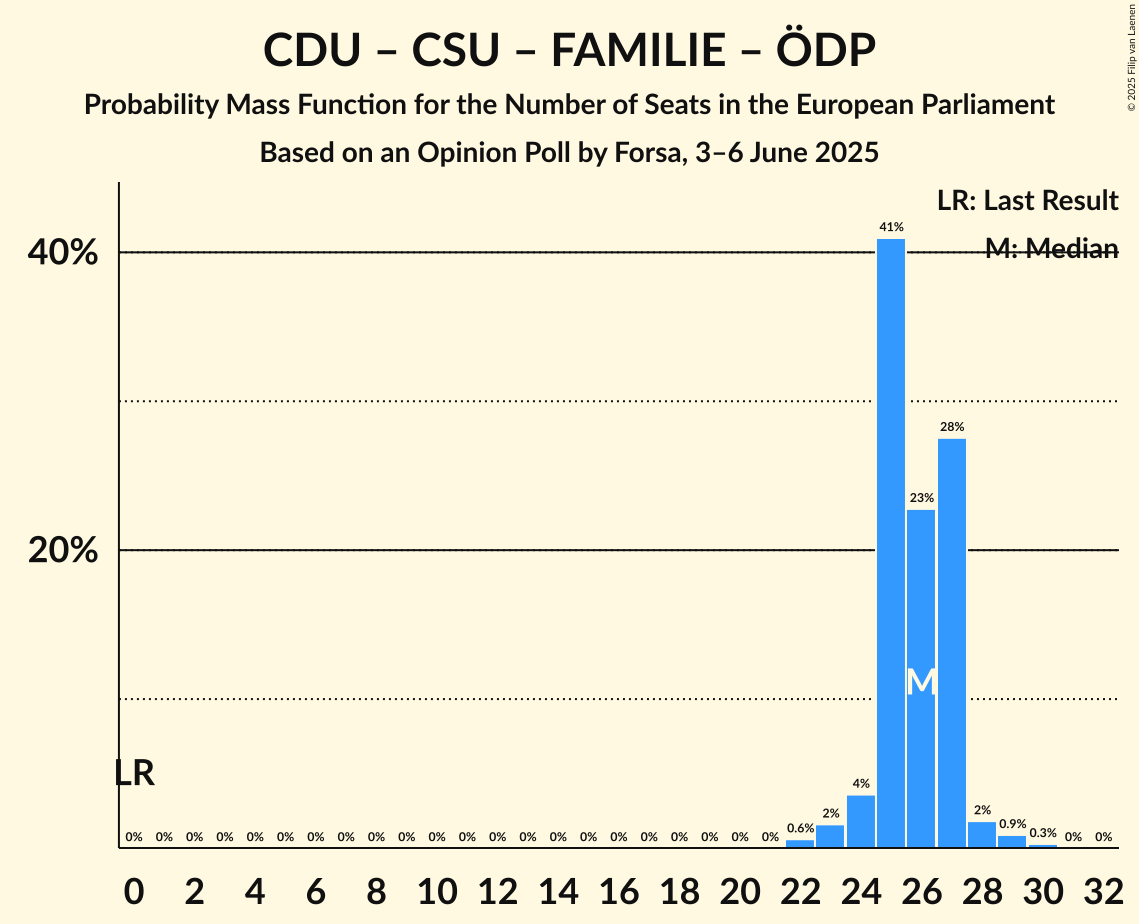 CDU – CSU – FAMILIE – ÖDP
Probability Mass Function for the Number of Seats in the European Parliament
Based on an Opinion Poll by Forsa, 3–6 June 2025
© 2025 Filip van Laenen
LR: Last Result
M: Median
41%
40%
28%
23%
20%
M
LR
4%
2%
2%
0% 0% 0% 0% 0% 0% 0% 0% 0% 0% 0% 0% 0% 0% 0% 0% 0% 0% 0% 0% 0% 0% 0.6% 0.9% 0.3% 0% 0%
0 2 4 6 8 10 12 14 16 18 20 22 24 26 28 30 32